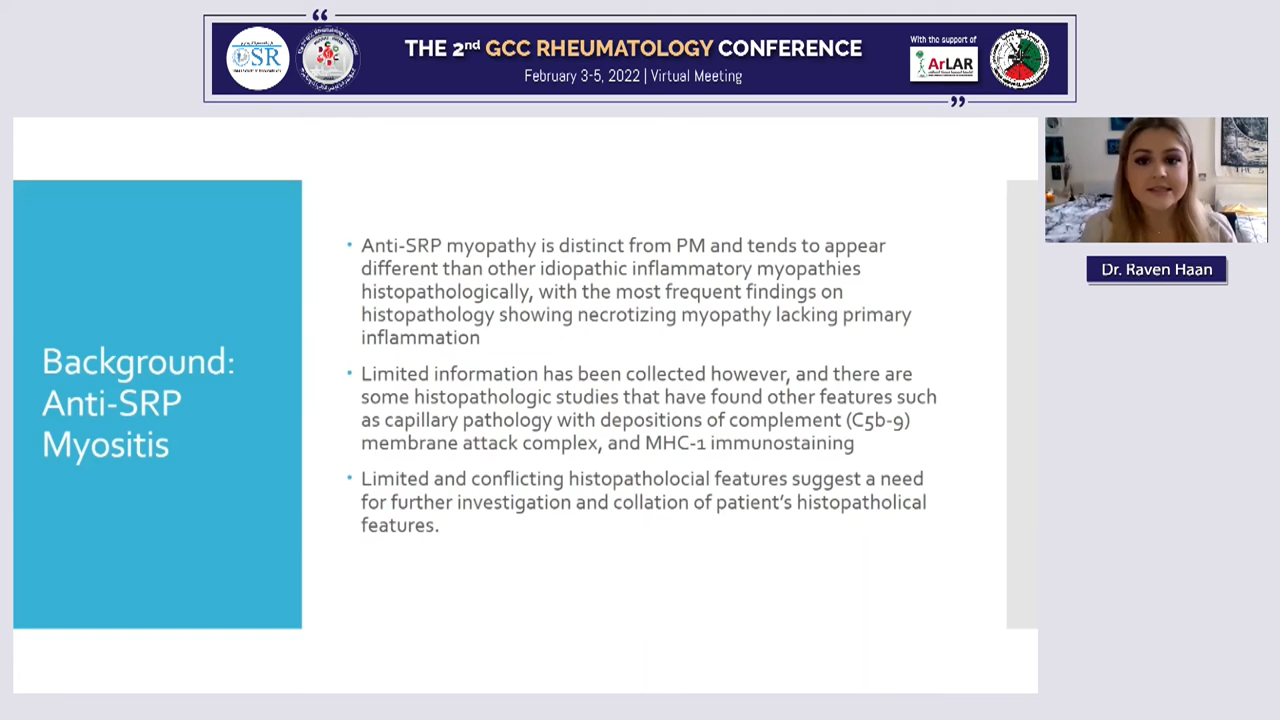 “
THE 2nd GCC RHEUMATOLOGY CONFERENCE
February 3-5, 2022 | Virtual Meeting
”
OSR
With the support of
ArLAR
Dr. Raven Haan
Background:
Anti-SRP
Myositis
• Anti-SRP myopathy is distinct from PM and tends to appear
different than other idiopathic inflammatory myopathies
histopathologically, with the most frequent findings on
histopathology showing necrotizing myopathy lacking primary
inflammation
• Limited information has been collected however, and there are
some histopathologic studies that have found other features such
as capillary pathology with depositions of complement (C5b-9)
membrane attack complex, and MHC-1 immunostaining
• Limited and conflicting histopatholocial features suggest a need
for further investigation and collation of patient’s histopatholical
features.